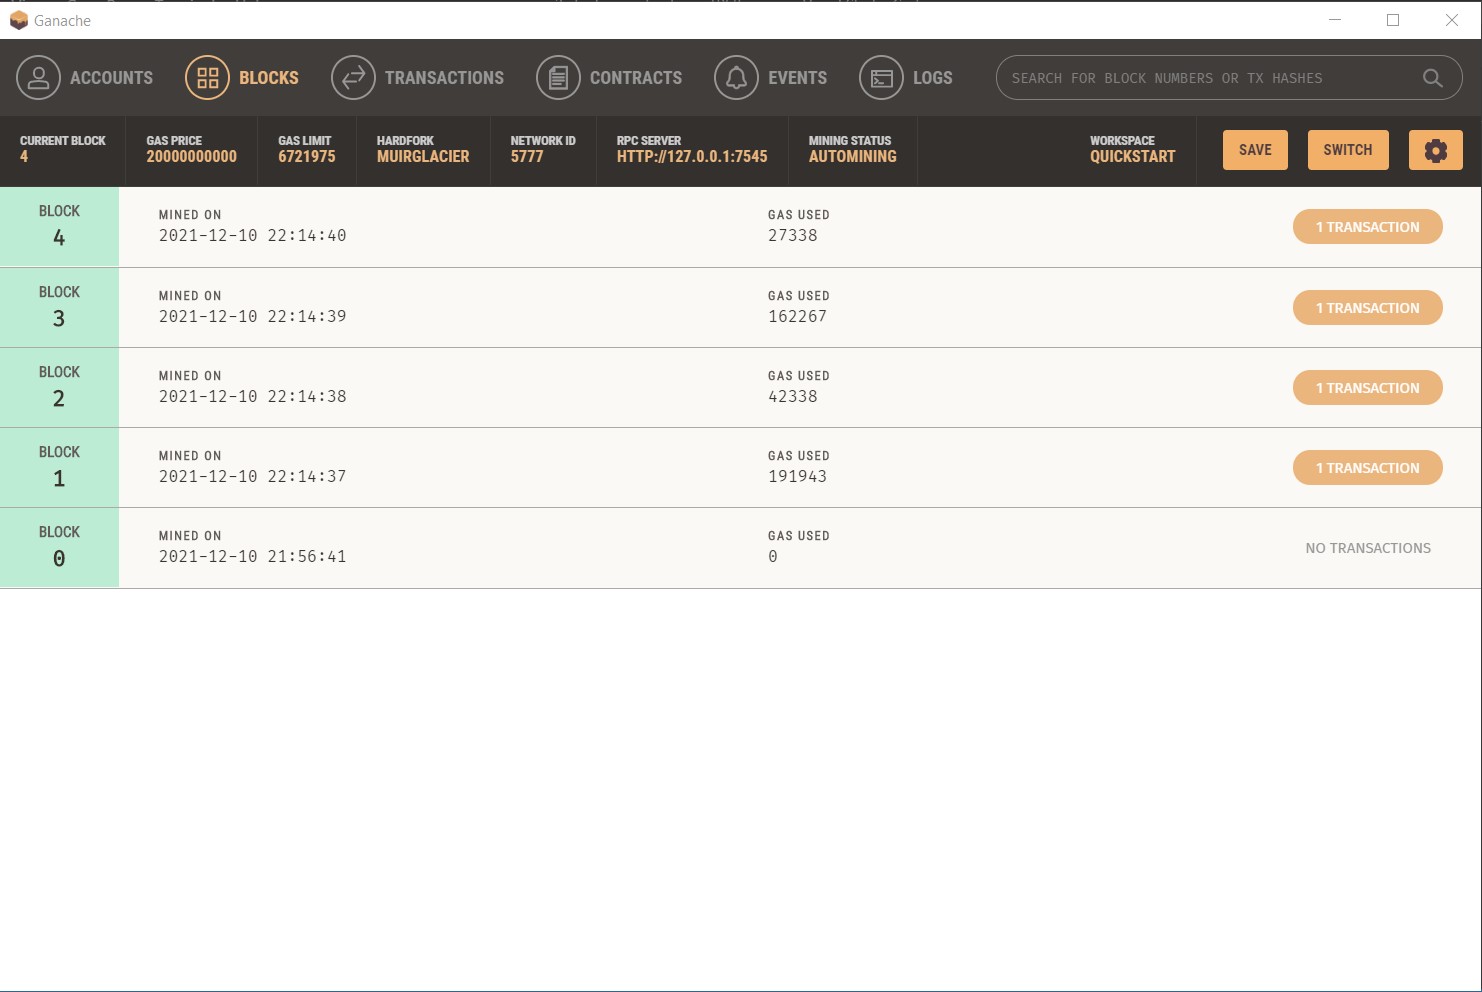 Ganache
ACCOUNTS BLOCKS TRANSACTIONS CONTRACTS EVENTS LOGS SEARCH FOR BLOCK NUMBERS OR TX HASHES
CURRENT BLOCK GAS PRICE GAS LIMIT HARDFORK NETWORK ID RPC SERVER MINING STATUS WORKSPACE
4 20000000000 6721975 MUIRGLACIER 5777 HTTP://127.0.0.1:7545 AUTOMINING QUICKSTART SAVE SWITCH
BLOCK MINED ON GAS USED
4 2021-12-10 22:14:40 27338 1 TRANSACTION
BLOCK MINED ON GAS USED
3 2021-12-10 22:14:39 162267 1 TRANSACTION
BLOCK MINED ON GAS USED
2 2021-12-10 22:14:38 42338 1 TRANSACTION
BLOCK MINED ON GAS USED
1 2021-12-10 22:14:37 191943 1 TRANSACTION
BLOCK MINED ON GAS USED
0 2021-12-10 21:56:41 0 NO TRANSACTIONS